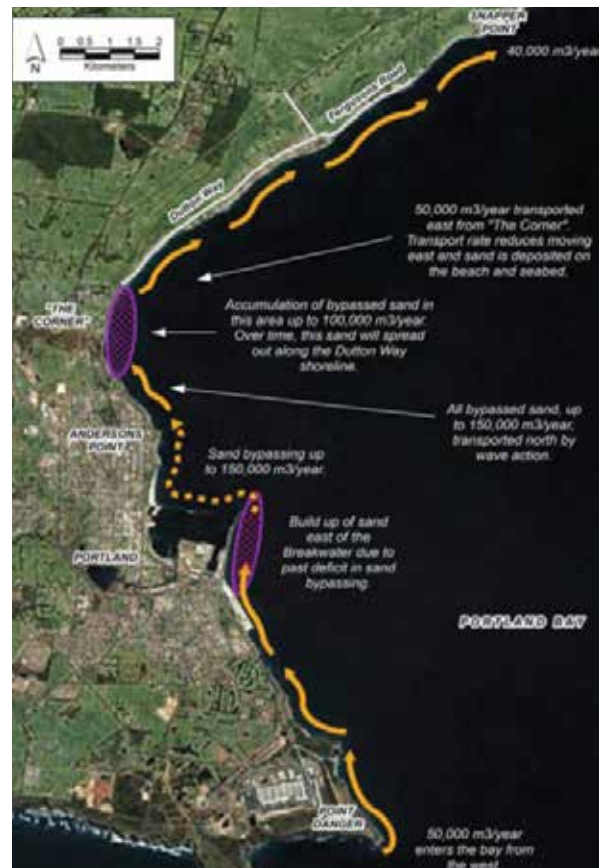 SNAPPER
POINT
0 0.5 1 1.5 2
Kilometers
N
40,000 m3/year
Fergusons Road
Dutton Way
50,000 m3/year transported
east from "The Corner".
Transport rate reduces moving
east and sand is deposited on
the beach and seabed.
"THE
CORNER"
Accumulation of bypassed sand in
this area up to 100,000 m3/year.
Over time, this sand will spread
out along the Dutton Way
shoreline.
All bypassed sand, up
to 150,000 m3/year,
transported north by
wave action.
ANDERSONS
POINT
Sand bypassing up
to 150,000 m3/year.
Build up of sand
east of the
Breakwater due to
past deficit in sand
bypassing.
PORTLAND
PORTLAND BAY
POINT
DANGER
50,000 m3/year
enters the bay from
the west.